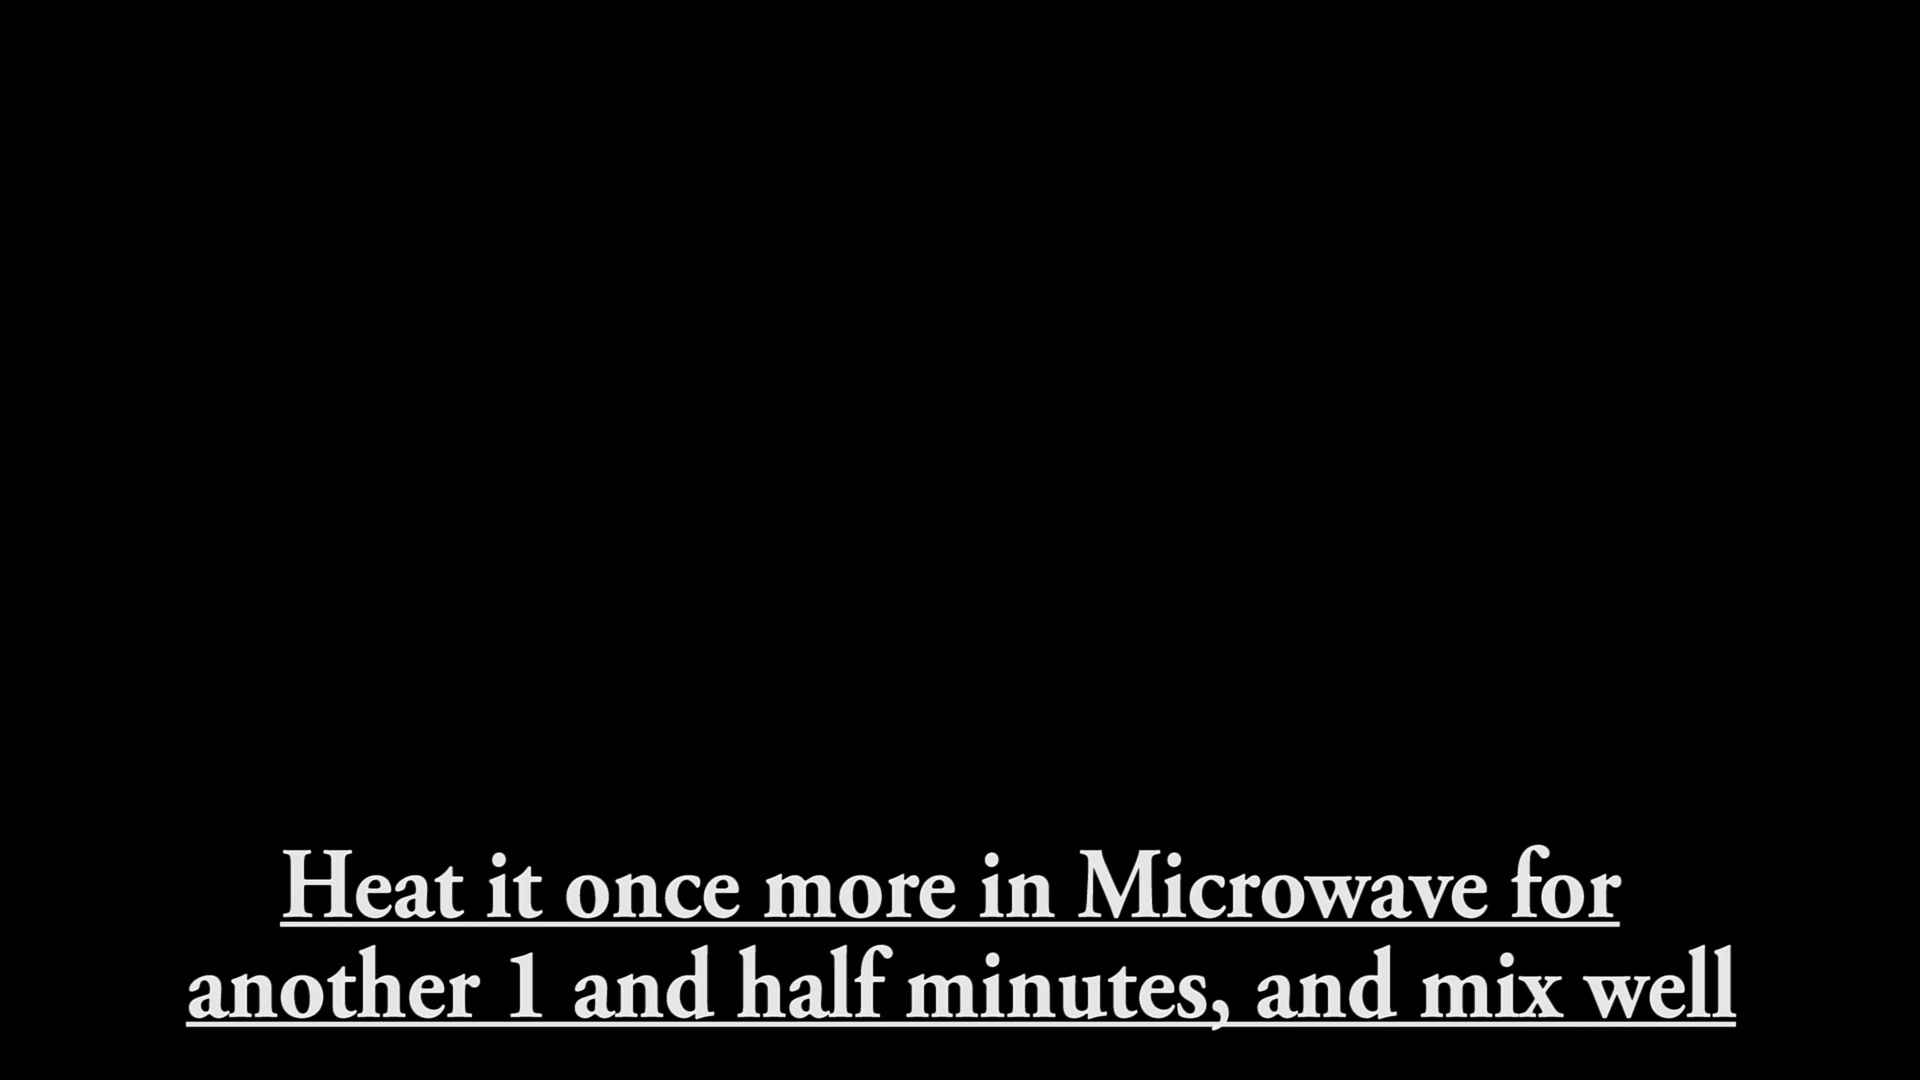 Heat it once more in Microwave for
another 1 and half minutes, and mix well